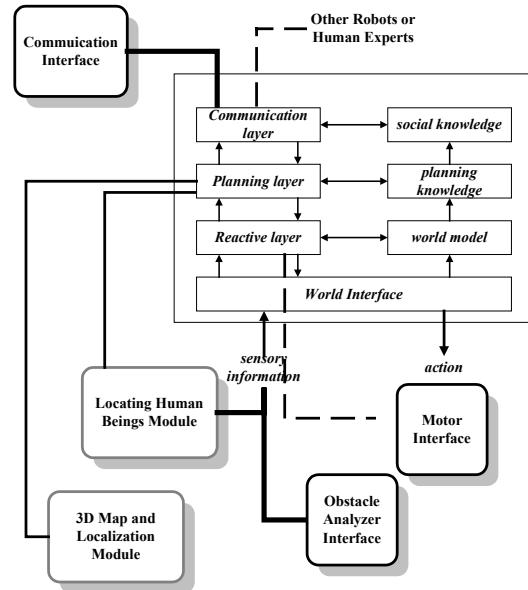 Other Robots or
Human Experts
Commuication
Interface
Communication
layer
social knowledge
Planning layer
planning
knowledge
Reactive layer
world model
World Interface
sensory
information
action
Locating Human
Beings Module
Motor
Interface
3D Map and
Localization
Module
Obstacle
Analyzer
Interface